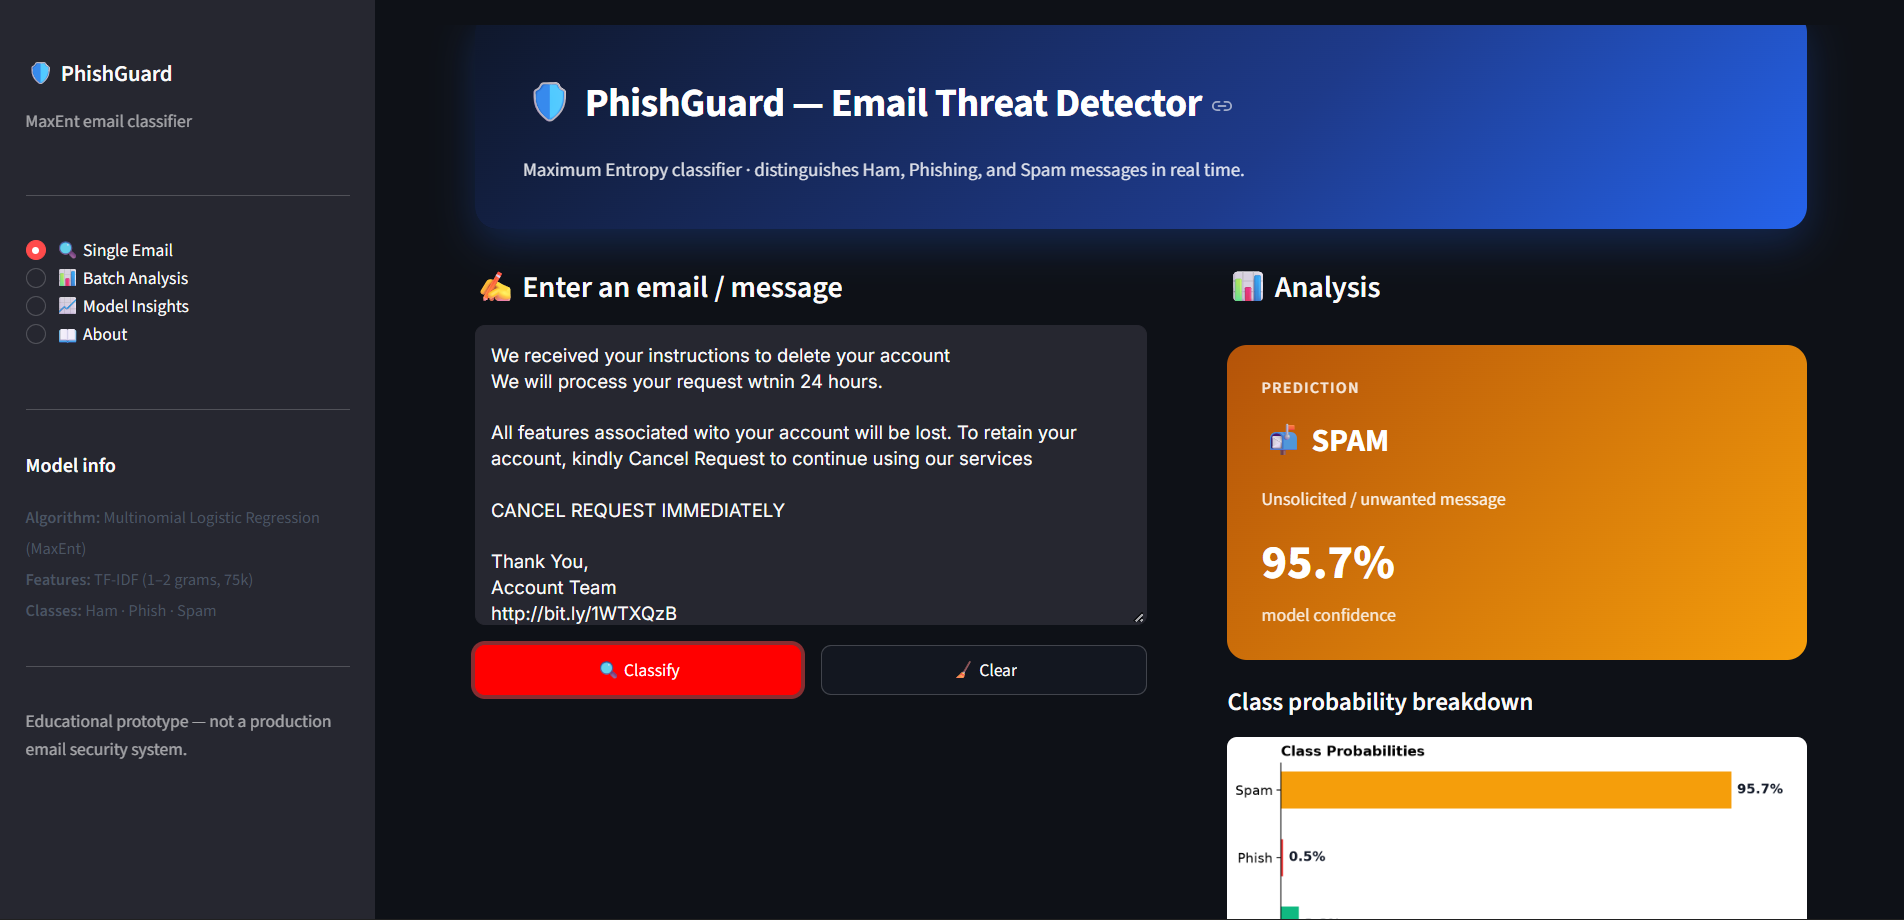 PhishGuard
MaxEnt email classifier
Single Email
Batch Analysis
Model Insights
About
Model info
Algorithm: Multinomial Logistic Regression
(MaxEnt)
Features: TF-IDF (1–2 grams, 75k)
Classes: Ham · Phish · Spam
Educational prototype — not a production
email security system.
PhishGuard — Email Threat Detector
Maximum Entropy classifier · distinguishes Ham, Phishing, and Spam messages in real time.
Enter an email / message
We received your instructions to delete your account
We will process your request wtnin 24 hours.
All features associated wito your account will be lost. To retain your
account, kindly Cancel Request to continue using our services
CANCEL REQUEST IMMEDIATELY
Thank You,
Account Team
http://bit.ly/1WTXQzB
Classify
Clear
Analysis
PREDICTION
SPAM
Unsolicited / unwanted message
95.7%
model confidence
Class probability breakdown
Class Probabilities
Spam
95.7%
Phish
0.5%